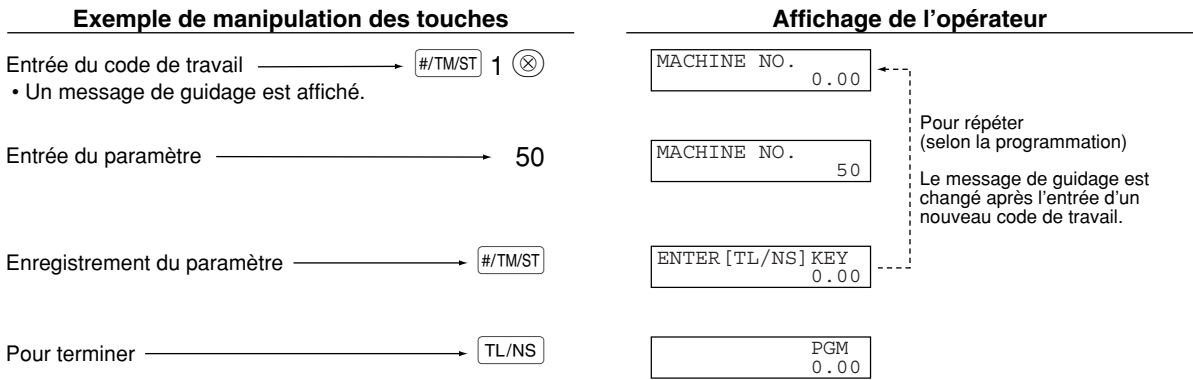 Exemple de manipulation des touches
Affichage de l'opérateur
Entrée du code de travail #/TM/ST 1 ⊗
• Un message de guidage est affiché.
MACHINE NO.
0.00
Pour répéter
(selon la programmation)
Le message de guidage est
changé après l'entrée d'un
nouveau code de travail.
Entrée du paramètre 50
MACHINE NO.
50
Enregistrement du paramètre #/TM/ST
ENTER[TL/NS]KEY
0.00
Pour terminer TL/NS
PGM
0.00